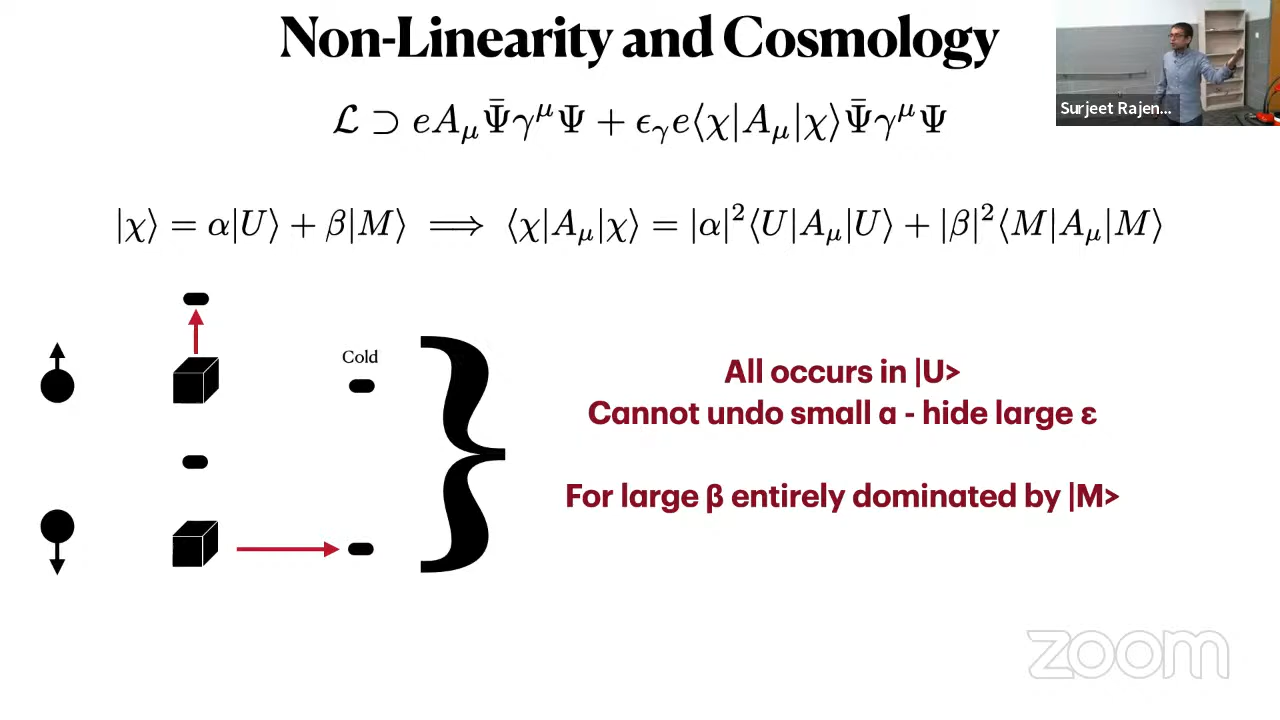 Non-Linearity and Cosmology
ℒ ⊃ eA_μ Ψ̄γ^μΨ + ϵ_γ e⟨χ|A_μ|χ⟩Ψ̄γ^μΨ
|χ⟩ = α|U⟩ + β|M⟩ ⟹ ⟨χ|A_μ|χ⟩ = |α|²⟨U|A_μ|U⟩ + |β|²⟨M|A_μ|M⟩
Cold
All occurs in |U>
Cannot undo small α - hide large ε
For large β entirely dominated by |M>
Surjeet Rajen...
zoom